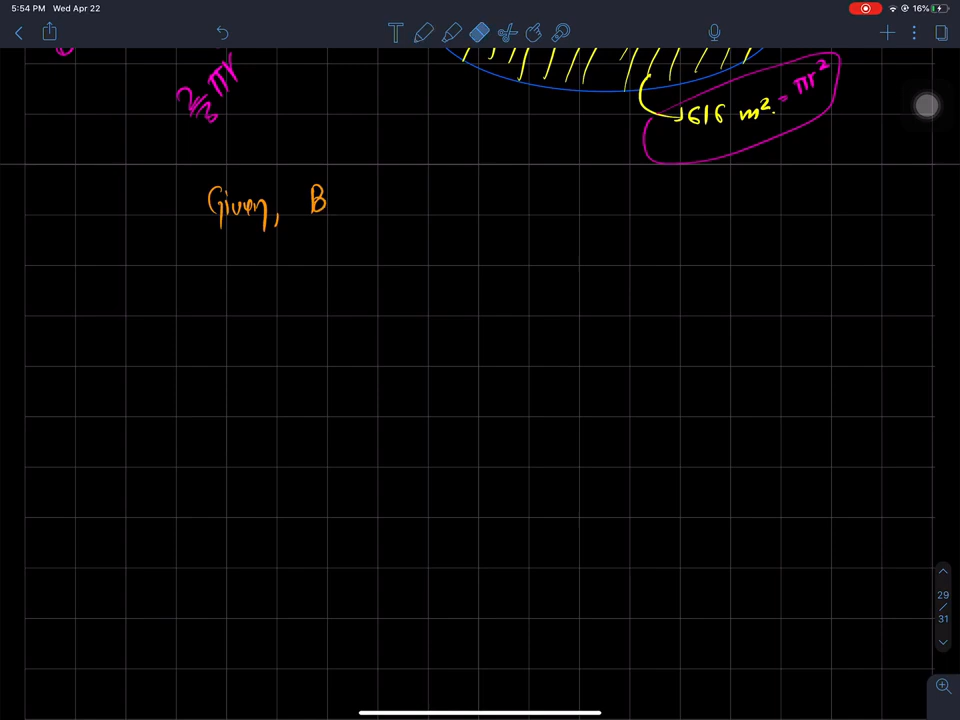 5:54 PM Wed Apr 22
16%
T
2/3 πr
616 m². = πr²
Given, B
29
/
31